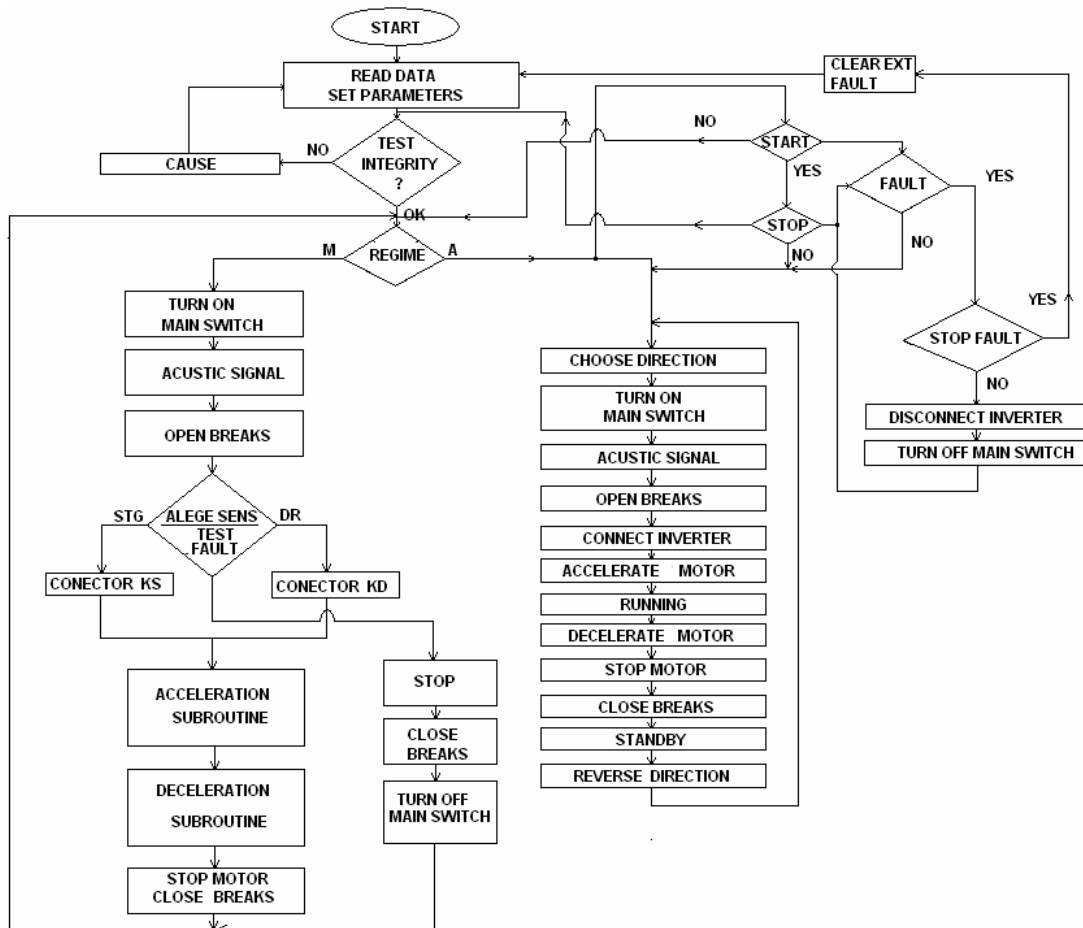 START
READ DATA
SET PARAMETERS
CLEAR EXT
FAULT
NO
START
TEST
INTEGRITY
?
NO
CAUSE
YES
FAULT
YES
OK
STOP
NO
NO
M
REGIME
A
YES
STOP FAULT
NO
DISCONNECT INVERTER
TURN OFF MAIN SWITCH
TURN ON
MAIN SWITCH
ACUSTIC SIGNAL
OPEN BREAKS
STG
ALEGE SENS
TEST
FAULT
DR
CONECTOR KS
CONECTOR KD
ACCELERATION
SUBROUTINE
DECELERATION
SUBROUTINE
STOP MOTOR
CLOSE BREAKS
STOP
CLOSE
BREAKS
TURN OFF
MAIN SWITCH
CHOOSE DIRECTION
TURN ON
MAIN SWITCH
ACUSTIC SIGNAL
OPEN BREAKS
CONNECT INVERTER
ACCELERATE MOTOR
RUNNING
DECELERATE MOTOR
STOP MOTOR
CLOSE BREAKS
STANDBY
REVERSE DIRECTION